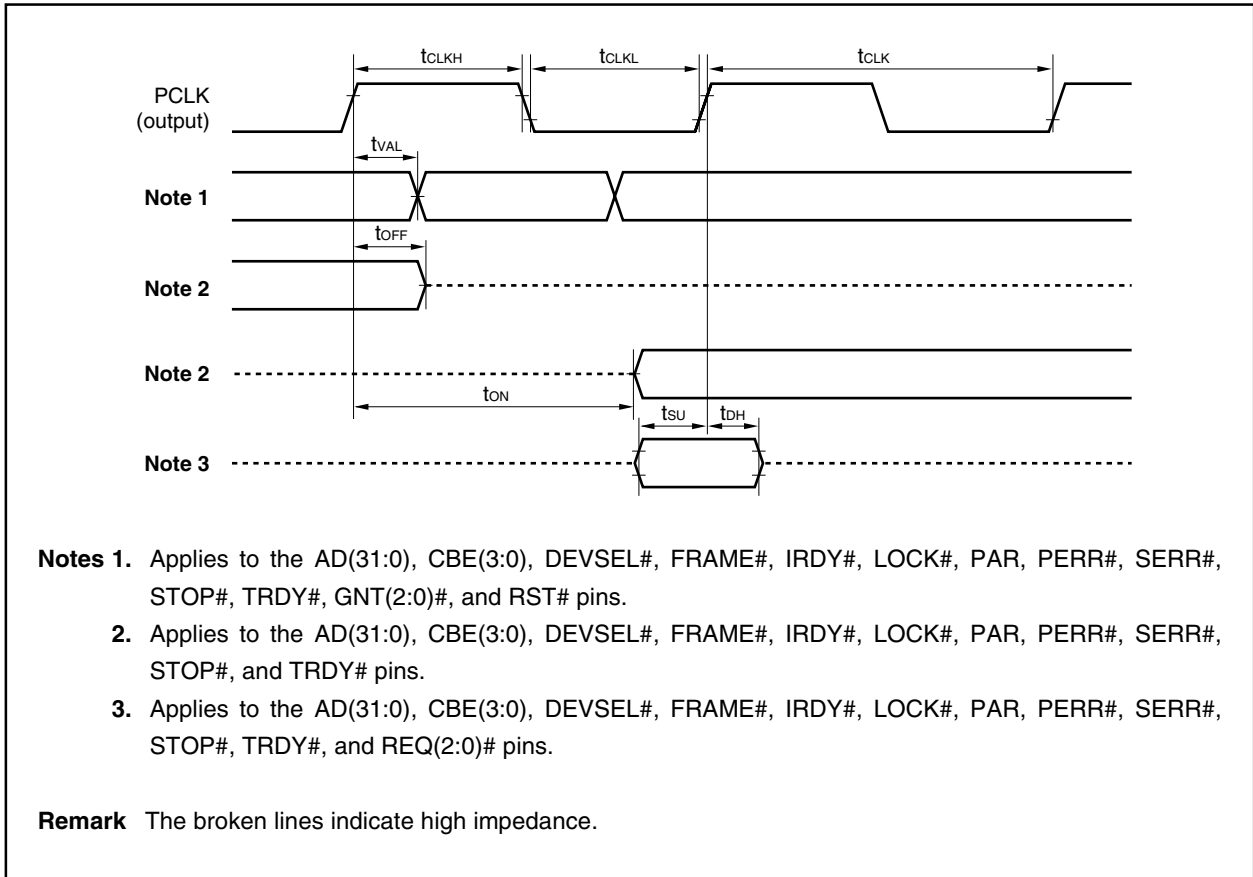 tCLKH
tCLKL
tCLK
PCLK
(output)
tVAL
Note 1
tOFF
Note 2
Note 2
tON
tSU
tDH
Note 3
Notes 1. Applies to the AD(31:0), CBE(3:0), DEVSEL#, FRAME#, IRDY#, LOCK#, PAR, PERR#, SERR#,
STOP#, TRDY#, GNT(2:0)#, and RST# pins.
2. Applies to the AD(31:0), CBE(3:0), DEVSEL#, FRAME#, IRDY#, LOCK#, PAR, PERR#, SERR#,
STOP#, and TRDY# pins.
3. Applies to the AD(31:0), CBE(3:0), DEVSEL#, FRAME#, IRDY#, LOCK#, PAR, PERR#, SERR#,
STOP#, TRDY#, and REQ(2:0)# pins.
Remark The broken lines indicate high impedance.